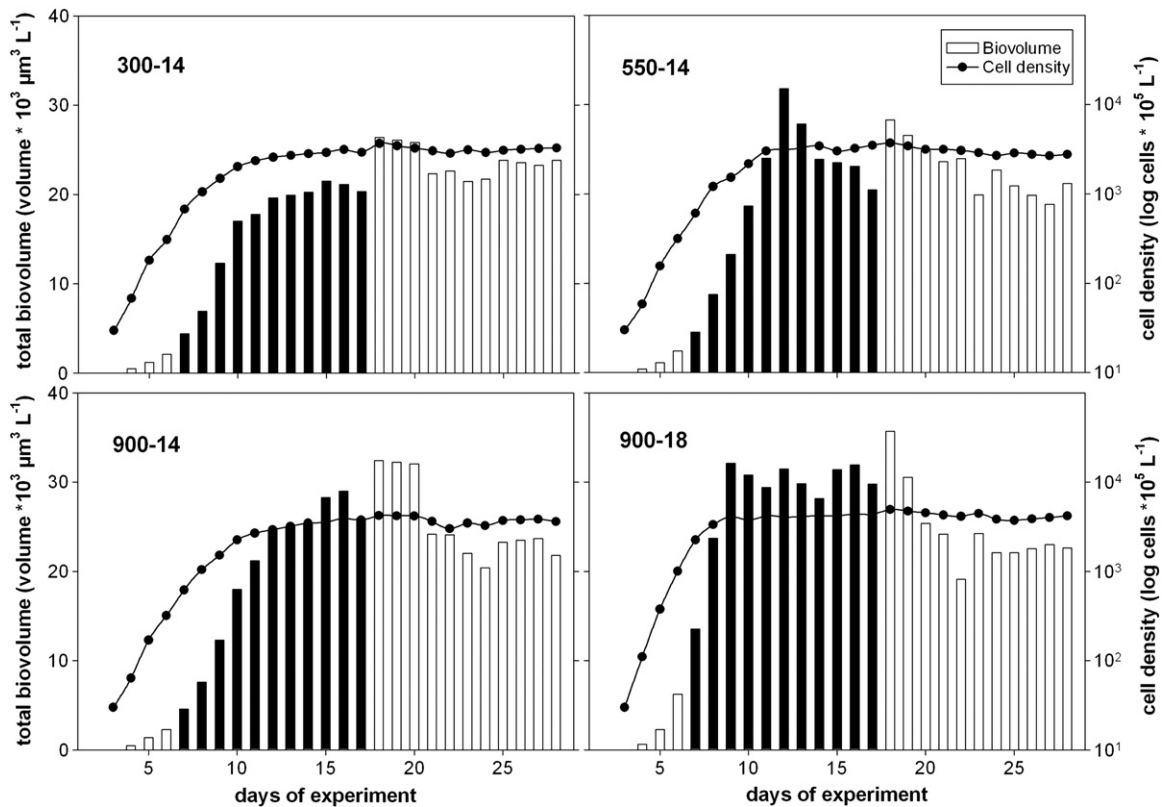 total biovolume (volume * 10³ µm³ L⁻¹)
40
30
20
10
0
300-14
550-14
Biovolume
Cell density
10⁴
10³
10²
10¹
cell density (log cells * 10⁵ L⁻¹)
total biovolume (volume *10³ µm³ L⁻¹)
40
30
20
10
0
900-14
900-18
10⁴
10³
10²
10¹
cell density (log cells *10⁵ L⁻¹)
5 10 15 20 25
5 10 15 20 25
days of experiment
days of experiment